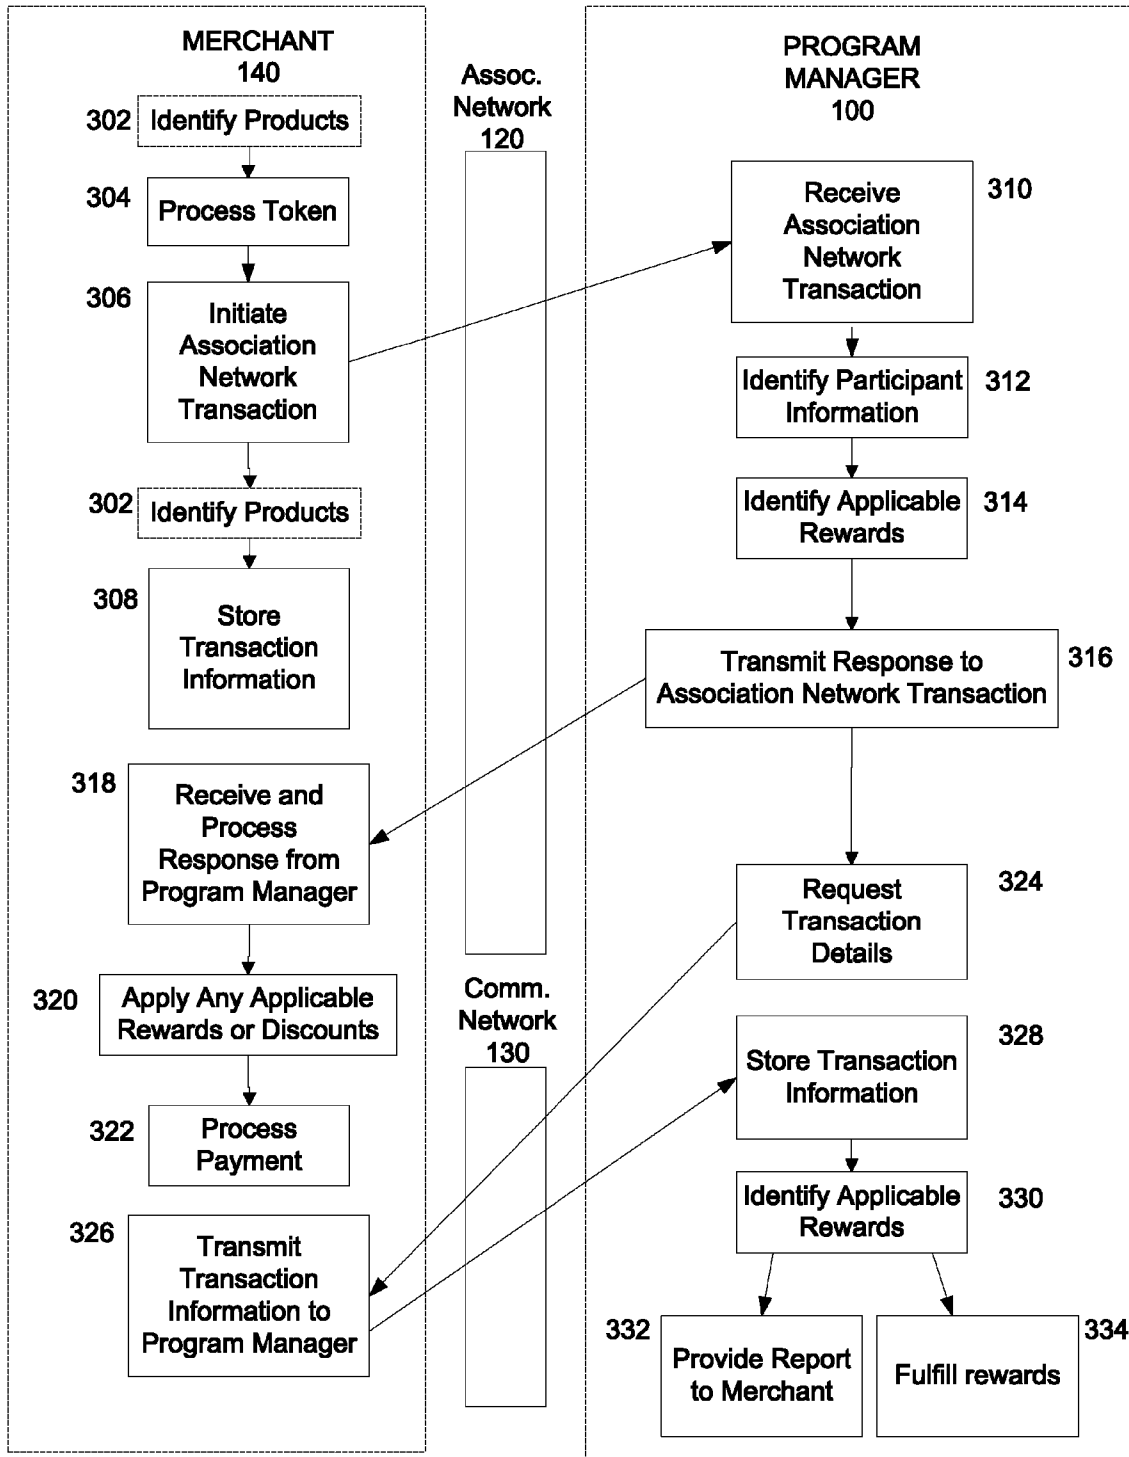 MERCHANT
140
302
Identify Products
304
Process Token
306
Initiate
Association
Network
Transaction
302
Identify Products
308
Store
Transaction
Information
318
Receive and
Process
Response from
Program Manager
320
Apply Any Applicable
Rewards or Discounts
322
Process
Payment
326
Transmit
Transaction
Information to
Program Manager
Assoc.
Network
120
Comm.
Network
130
PROGRAM
MANAGER
100
310
Receive
Association
Network
Transaction
Identify Participant
Information
312
Identify Applicable
Rewards
314
Transmit Response to
Association Network Transaction
316
Request
Transaction
Details
324
Store Transaction
Information
328
Identify Applicable
Rewards
330
332
Provide Report
to Merchant
Fulfill rewards
334